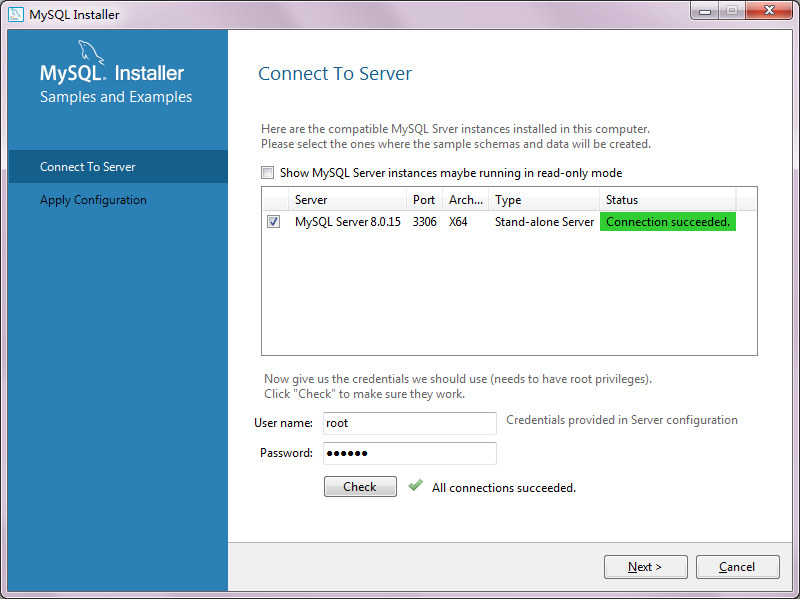 MySQL Installer
MySQL. Installer
Samples and Examples
Connect To Server
Apply Configuration
Connect To Server
Here are the compatible MySQL Srver instances installed in this computer.
Please select the ones where the sample schemas and data will be created.
Show MySQL Server instances maybe running in read-only mode
Server Port Arch... Type Status
MySQL Server 8.0.15 3306 X64 Stand-alone Server Connection succeeded.
Now give us the credentials we should use (needs to have root privileges).
Click "Check" to make sure they work.
User name: root Credentials provided in Server configuration
Password: ●●●●●●
Check All connections succeeded.
Next > Cancel